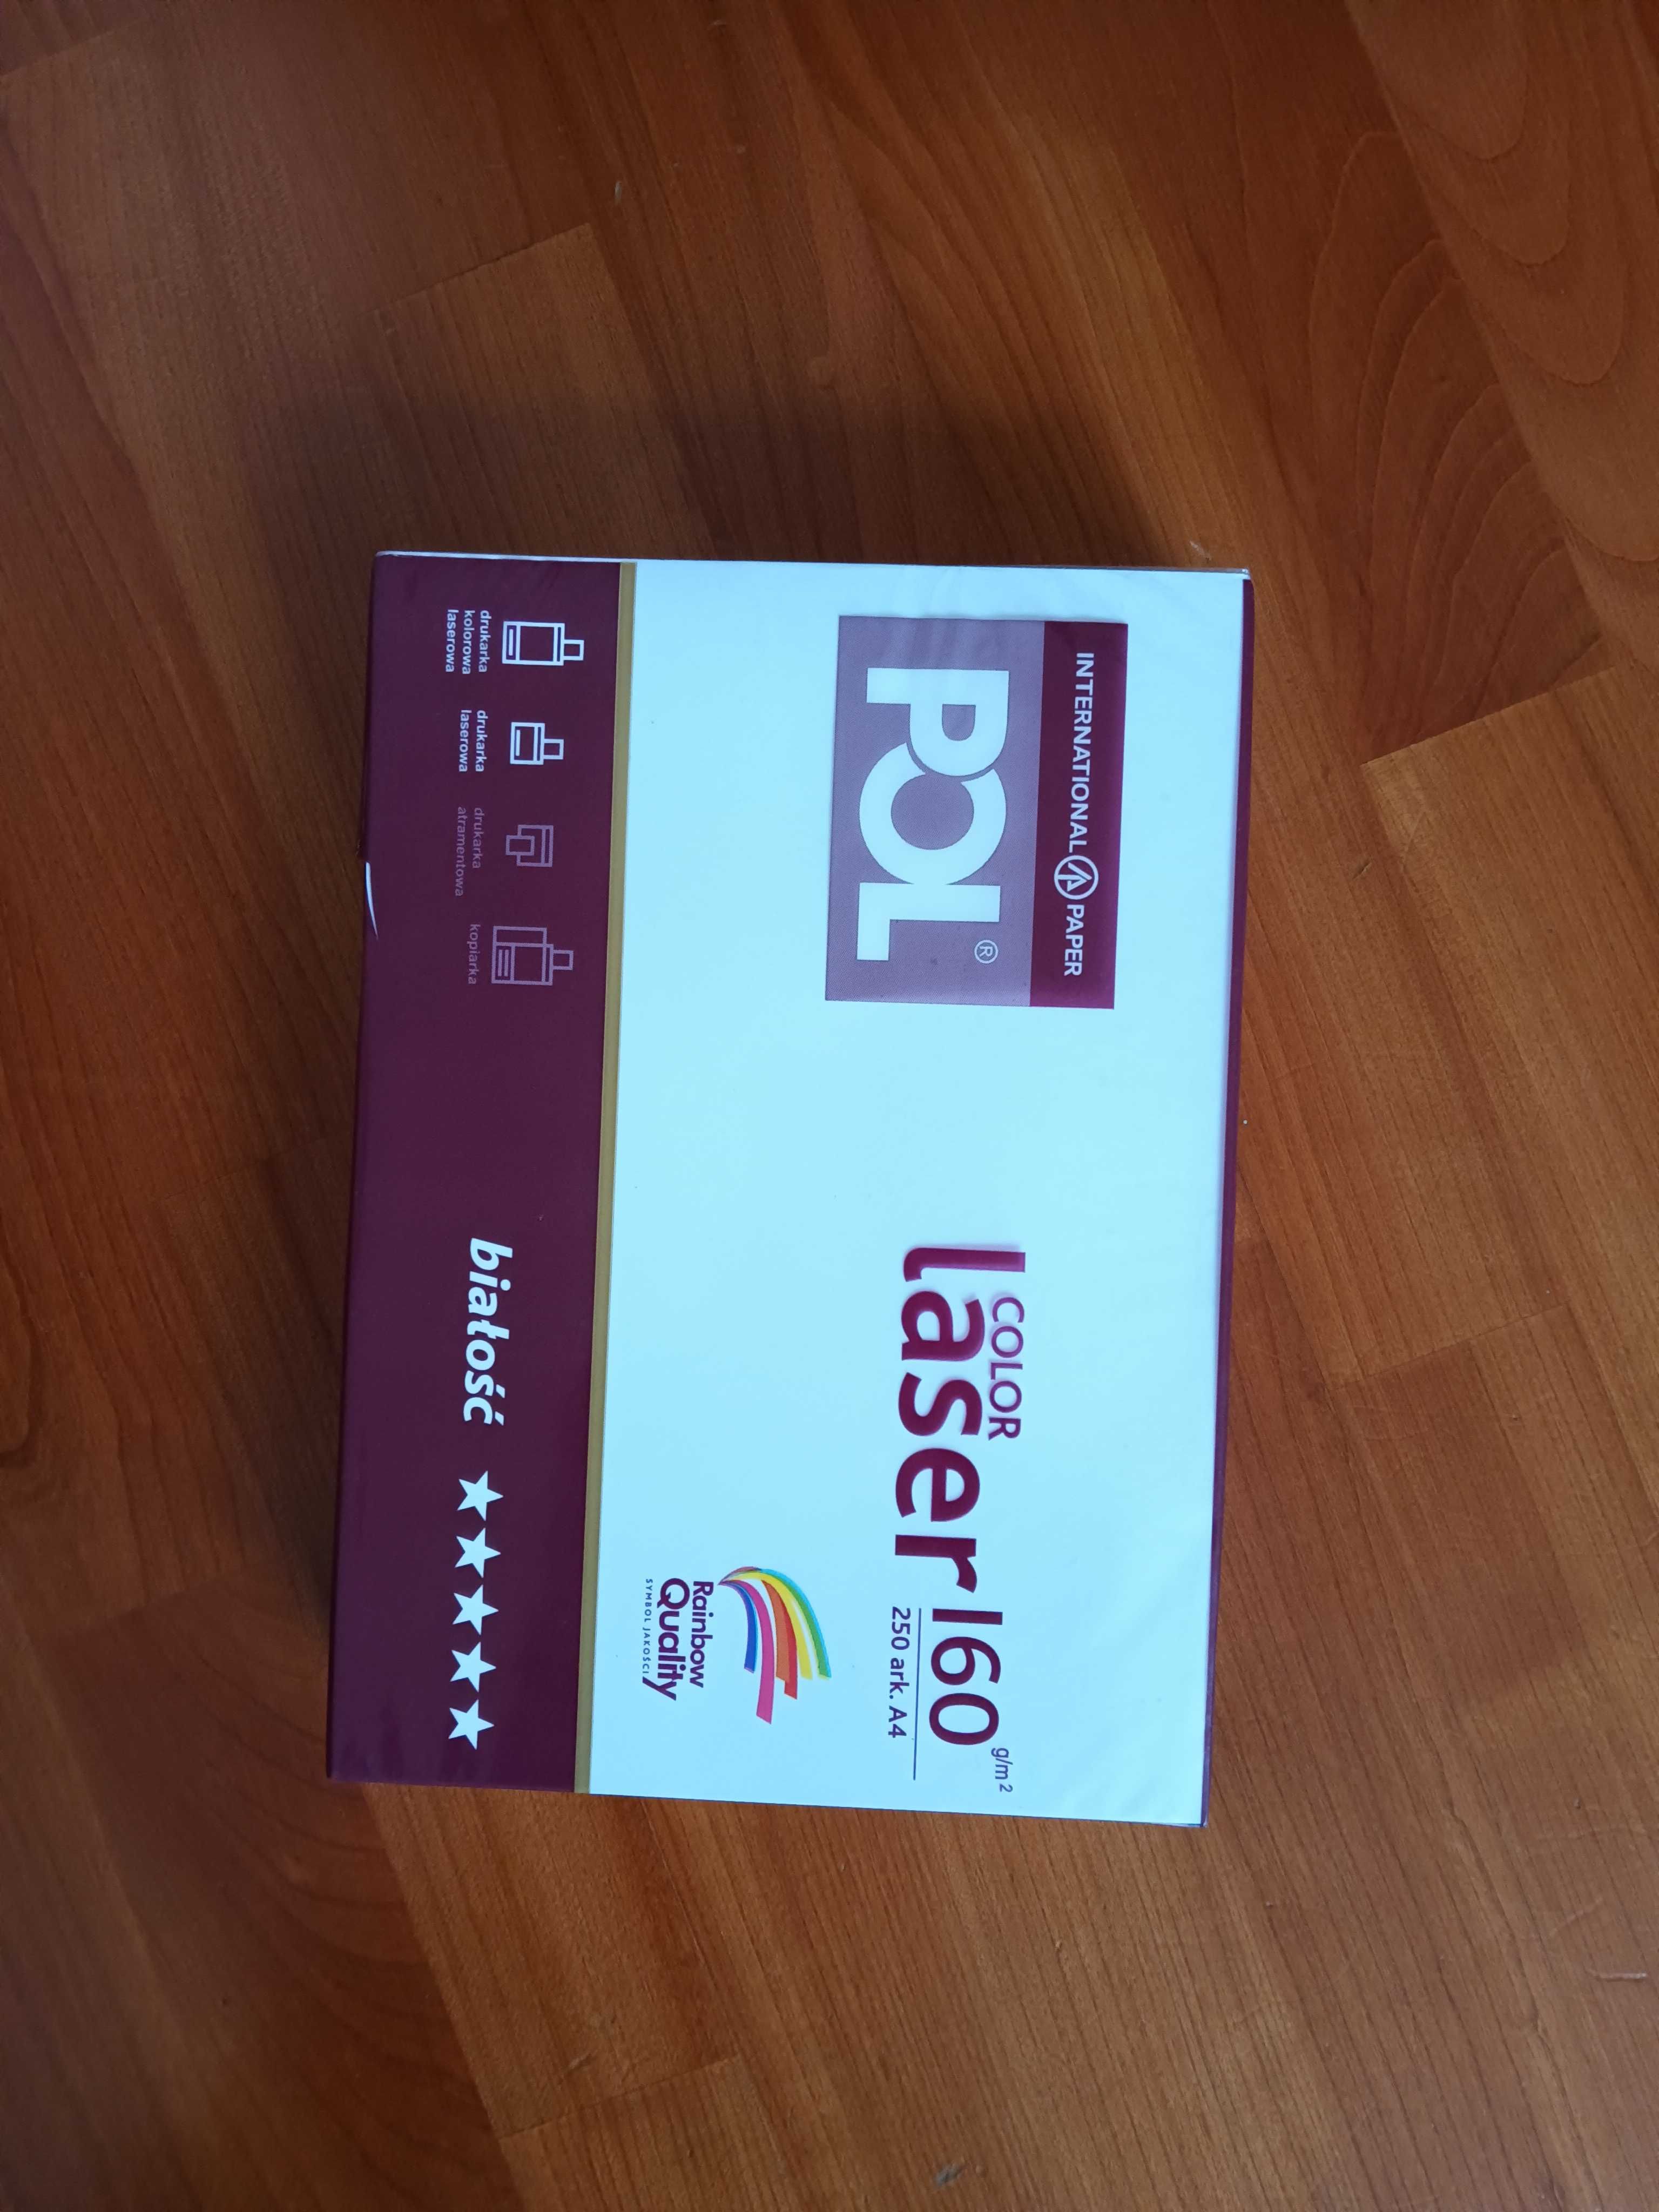 INTERNATIONAL PAPER
POL®
COLOR
laser 160 g/m²
250 ark. A4
Rainbow
Quality
SYMBOL JAKOŚCI
drukarka
kolorowa
laserowa
drukarka
laserowa
drukarka
atramentowa
kopiarka
białość ★★★★★